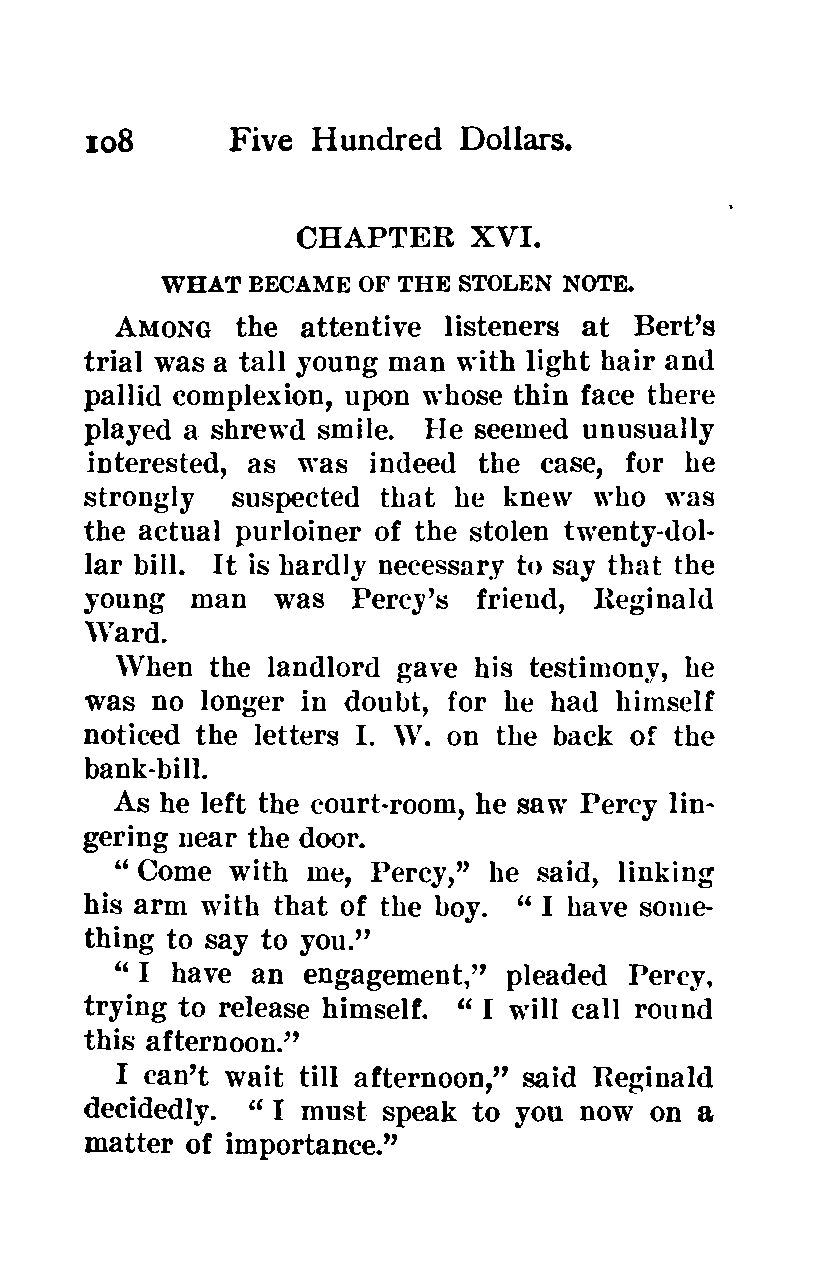 108 Five Hundred Dollars.
CHAPTER XVI.
WHAT BECAME OF THE STOLEN NOTE.
AMONG the attentive listeners at Bert's
trial was a tall young man with light hair and
pallid complexion, upon whose thin face there
played a shrewd smile. He seemed unusually
interested, as was indeed the case, for he
strongly suspected that he knew who was
the actual purloiner of the stolen twenty-dol-
lar bill. It is hardly necessary to say that the
young man was Percy's friend, Reginald
Ward.
When the landlord gave his testimony, he
was no longer in doubt, for he had himself
noticed the letters I. W. on the back of the
bank-bill.
As he left the court-room, he saw Percy lin-
gering near the door.
" Come with me, Percy," he said, linking
his arm with that of the boy. " I have some-
thing to say to you."
" I have an engagement," pleaded Percy,
trying to release himself. " I will call round
this afternoon."
I can't wait till afternoon," said Reginald
decidedly. " I must speak to you now on a
matter of importance."